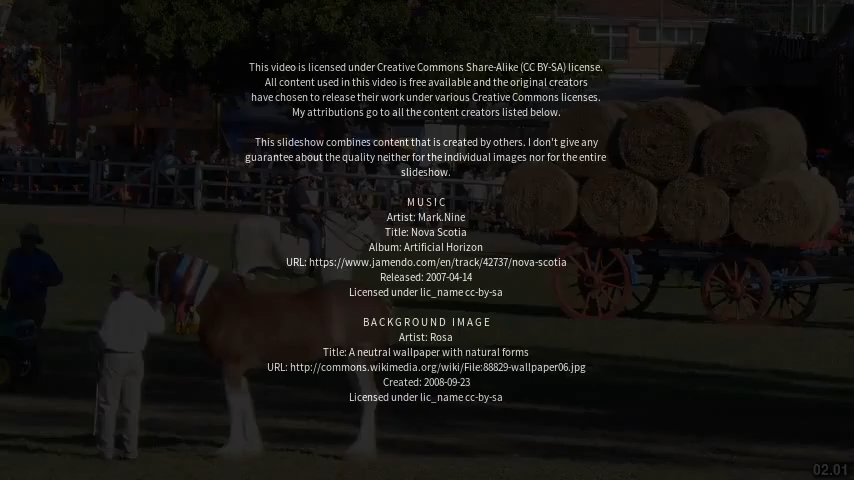 This video is licensed under Creative Commons Share-Alike (CC BY-SA) license.
All content used in this video is free available and the original creators
have chosen to release their work under various Creative Commons licenses.
My attributions go to all the content creators listed below.
This slideshow combines content that is created by others. I don't give any
guarantee about the quality neither for the individual images nor for the entire
slideshow.
MUSIC
Artist: Mark.Nine
Title: Nova Scotia
Album: Artificial Horizon
URL: https://www.jamendo.com/en/track/42737/nova-scotia
Released: 2007-04-14
Licensed under lic_name cc-by-sa
BACKGROUND IMAGE
Artist: Rosa
Title: A neutral wallpaper with natural forms
URL: http://commons.wikimedia.org/wiki/File:88829-wallpaper06.jpg
Created: 2008-09-23
Licensed under lic_name cc-by-sa
02.01